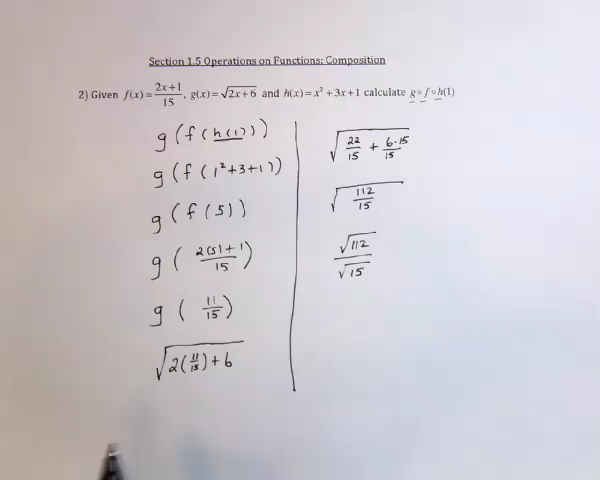 Section 1.5 Operations on Functions: Composition
2) Given f(x)=(2x+1)/15, g(x)=√(2x+6) and h(x)=x²+3x+1 calculate g∘f∘h(1)
g(f(h(1)))
g(f(1²+3+1))
g(f(5))
g(2(5)+1/15)
g(11/15)
√(2(11/15)+6)
√(22/15 + 6·15/15)
√(112/15)
√112/√15